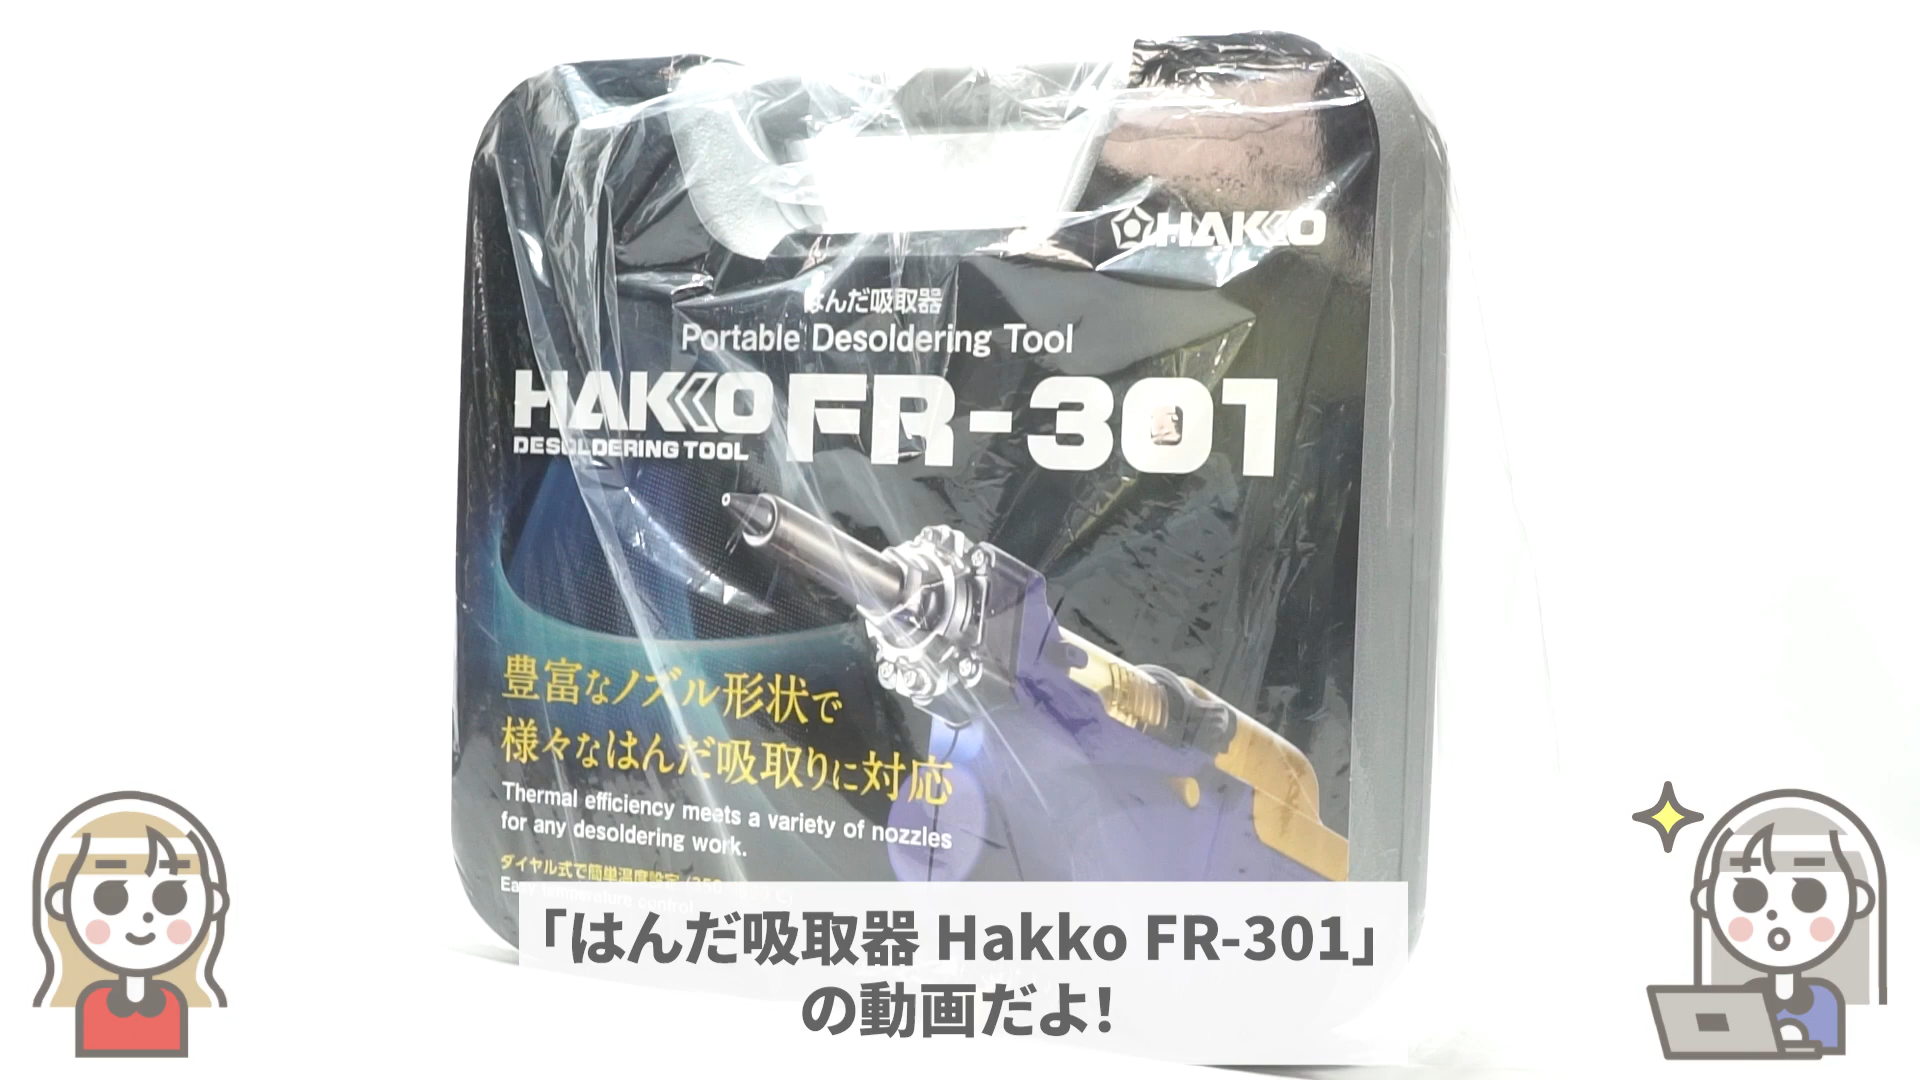 HAKKO
はんだ吸取器
Portable Desoldering Tool
HAKKO FR-301
DESOLDERING TOOL
豊富なノズル形状で
様々なはんだ吸取りに対応
Thermal efficiency meets a variety of nozzles
for any desoldering work.
ダイヤル式で簡単温度設定
Easy temperature control
「はんだ吸取器 Hakko FR-301」
の動画だよ!